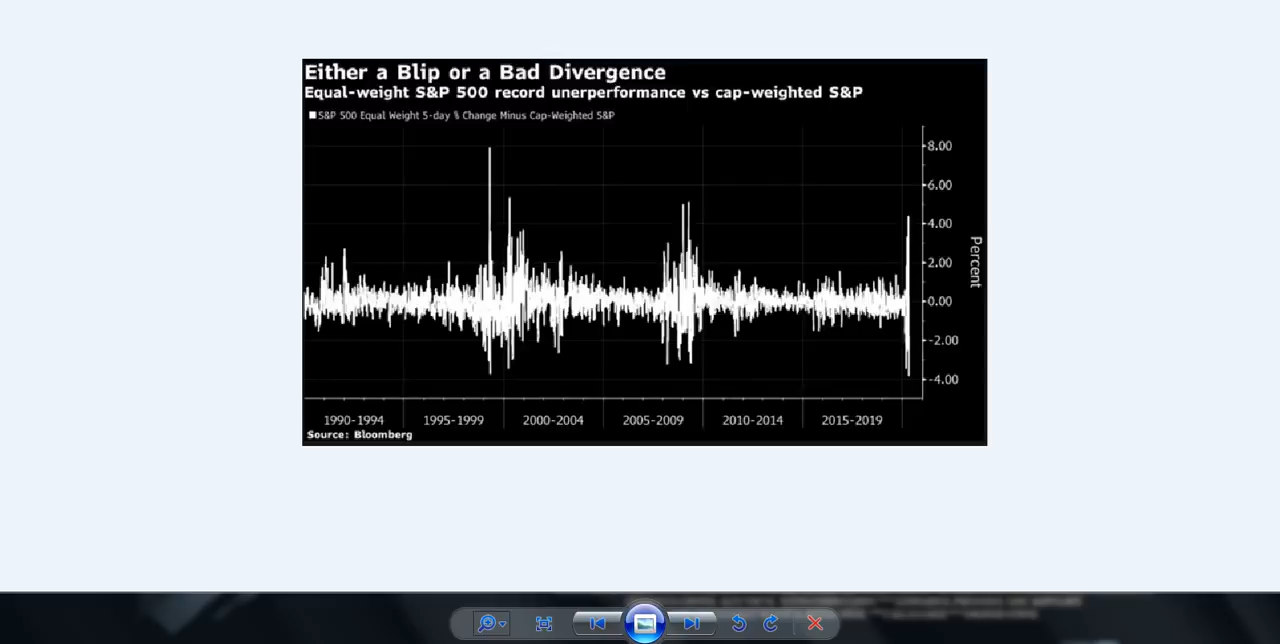 Either a Blip or a Bad Divergence
Equal-weight S&P 500 record unerperformance vs cap-weighted S&P
S&P 500 Equal Weight 5-day % Change Minus Cap-Weighted S&P
8.00
6.00
4.00
2.00
0.00
-2.00
-4.00
Percent
1990-1994 1995-1999 2000-2004 2005-2009 2010-2014 2015-2019
Source: Bloomberg